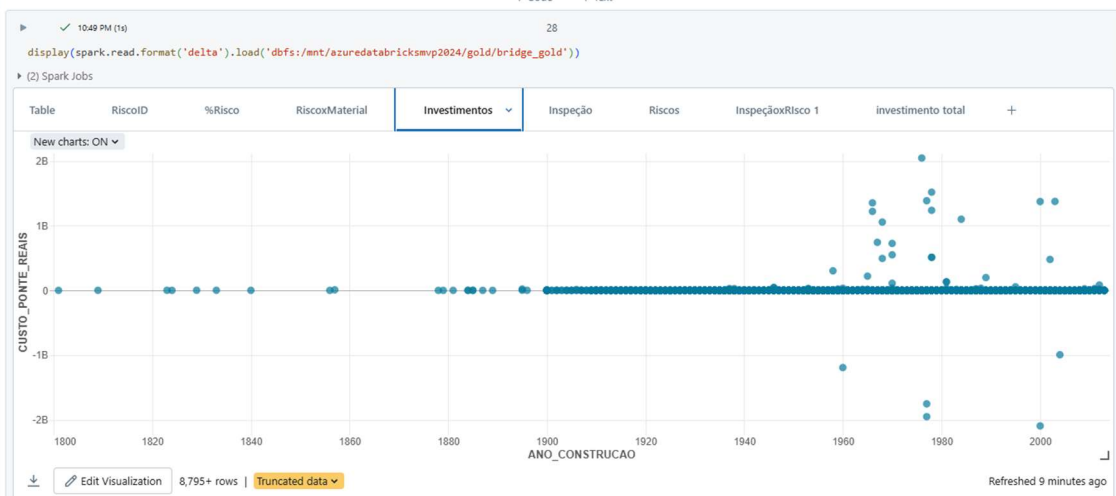 10:49 PM (1s)
28
display(spark.read.format('delta').load('dbfs:/mnt/azuredatabricksmvp2024/gold/bridge_gold'))
(2) Spark Jobs
Table RiscoID %Risco RiscoxMaterial Investimentos Inspeção Riscos InspeçãoxRIsco 1 investimento total +
New charts: ON
2B
1B
0
-1B
-2B
CUSTO_PONTE_REAIS
1800 1820 1840 1860 1880 1900 1920 1940 1960 1980 2000
ANO_CONSTRUCAO
Edit Visualization 8,795+ rows | Truncated data Refreshed 9 minutes ago